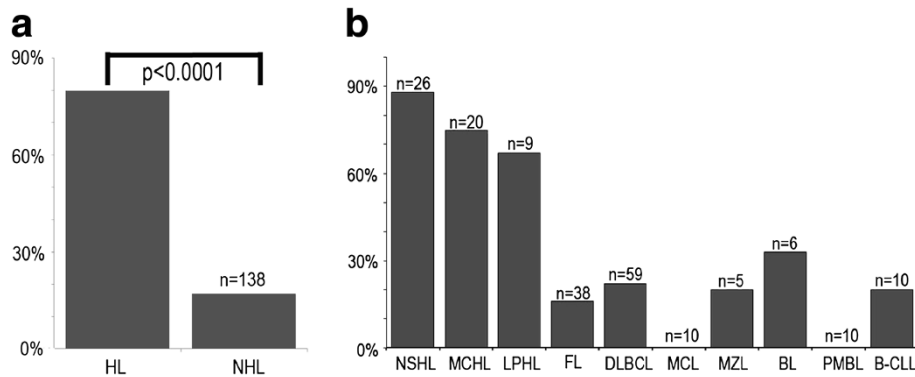 a
90%
60%
30%
0%
p<0.0001
n=138
HL NHL
b
90%
60%
30%
0%
n=26
n=20
n=9
n=38
n=59
n=10
n=5
n=6
n=10
n=10
NSHL MCHL LPHL FL DLBCL MCL MZL BL PMBL B-CLL